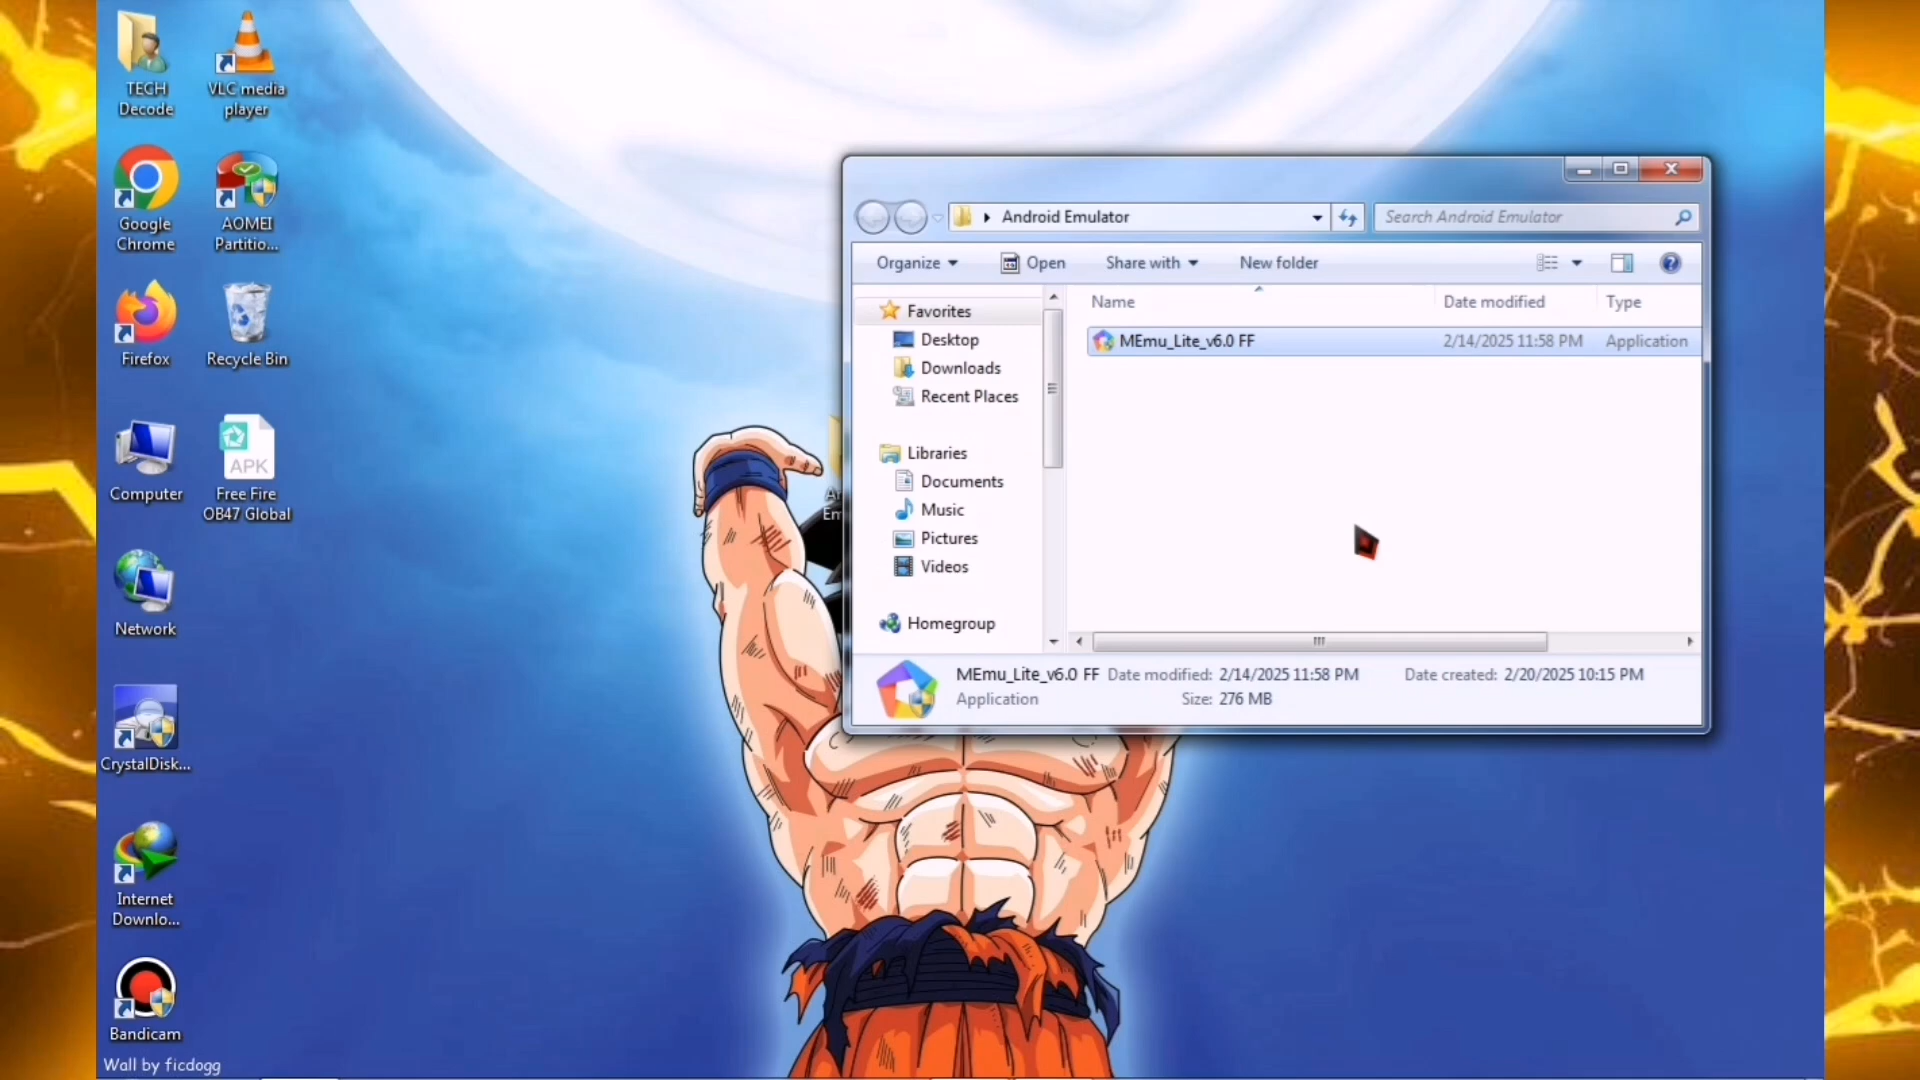 TECH
Decode
VLC media
player
Google
Chrome
AOMEI
Partitio...
Firefox
Recycle Bin
Computer
APK
Free Fire
OB47 Global
Network
CrystalDisk...
Internet
Downlo...
Bandicam
Wall by ficdogg
Android Emulator
Search Android Emulator
Organize
Open
Share with
New folder
Favorites
Desktop
Downloads
Recent Places
Libraries
Documents
Music
Pictures
Videos
Homegroup
Name
Date modified
Type
MEmu_Lite_v6.0 FF
2/14/2025 11:58 PM
Application
MEmu_Lite_v6.0 FF Date modified: 2/14/2025 11:58 PM Date created: 2/20/2025 10:15 PM
Application Size: 276 MB